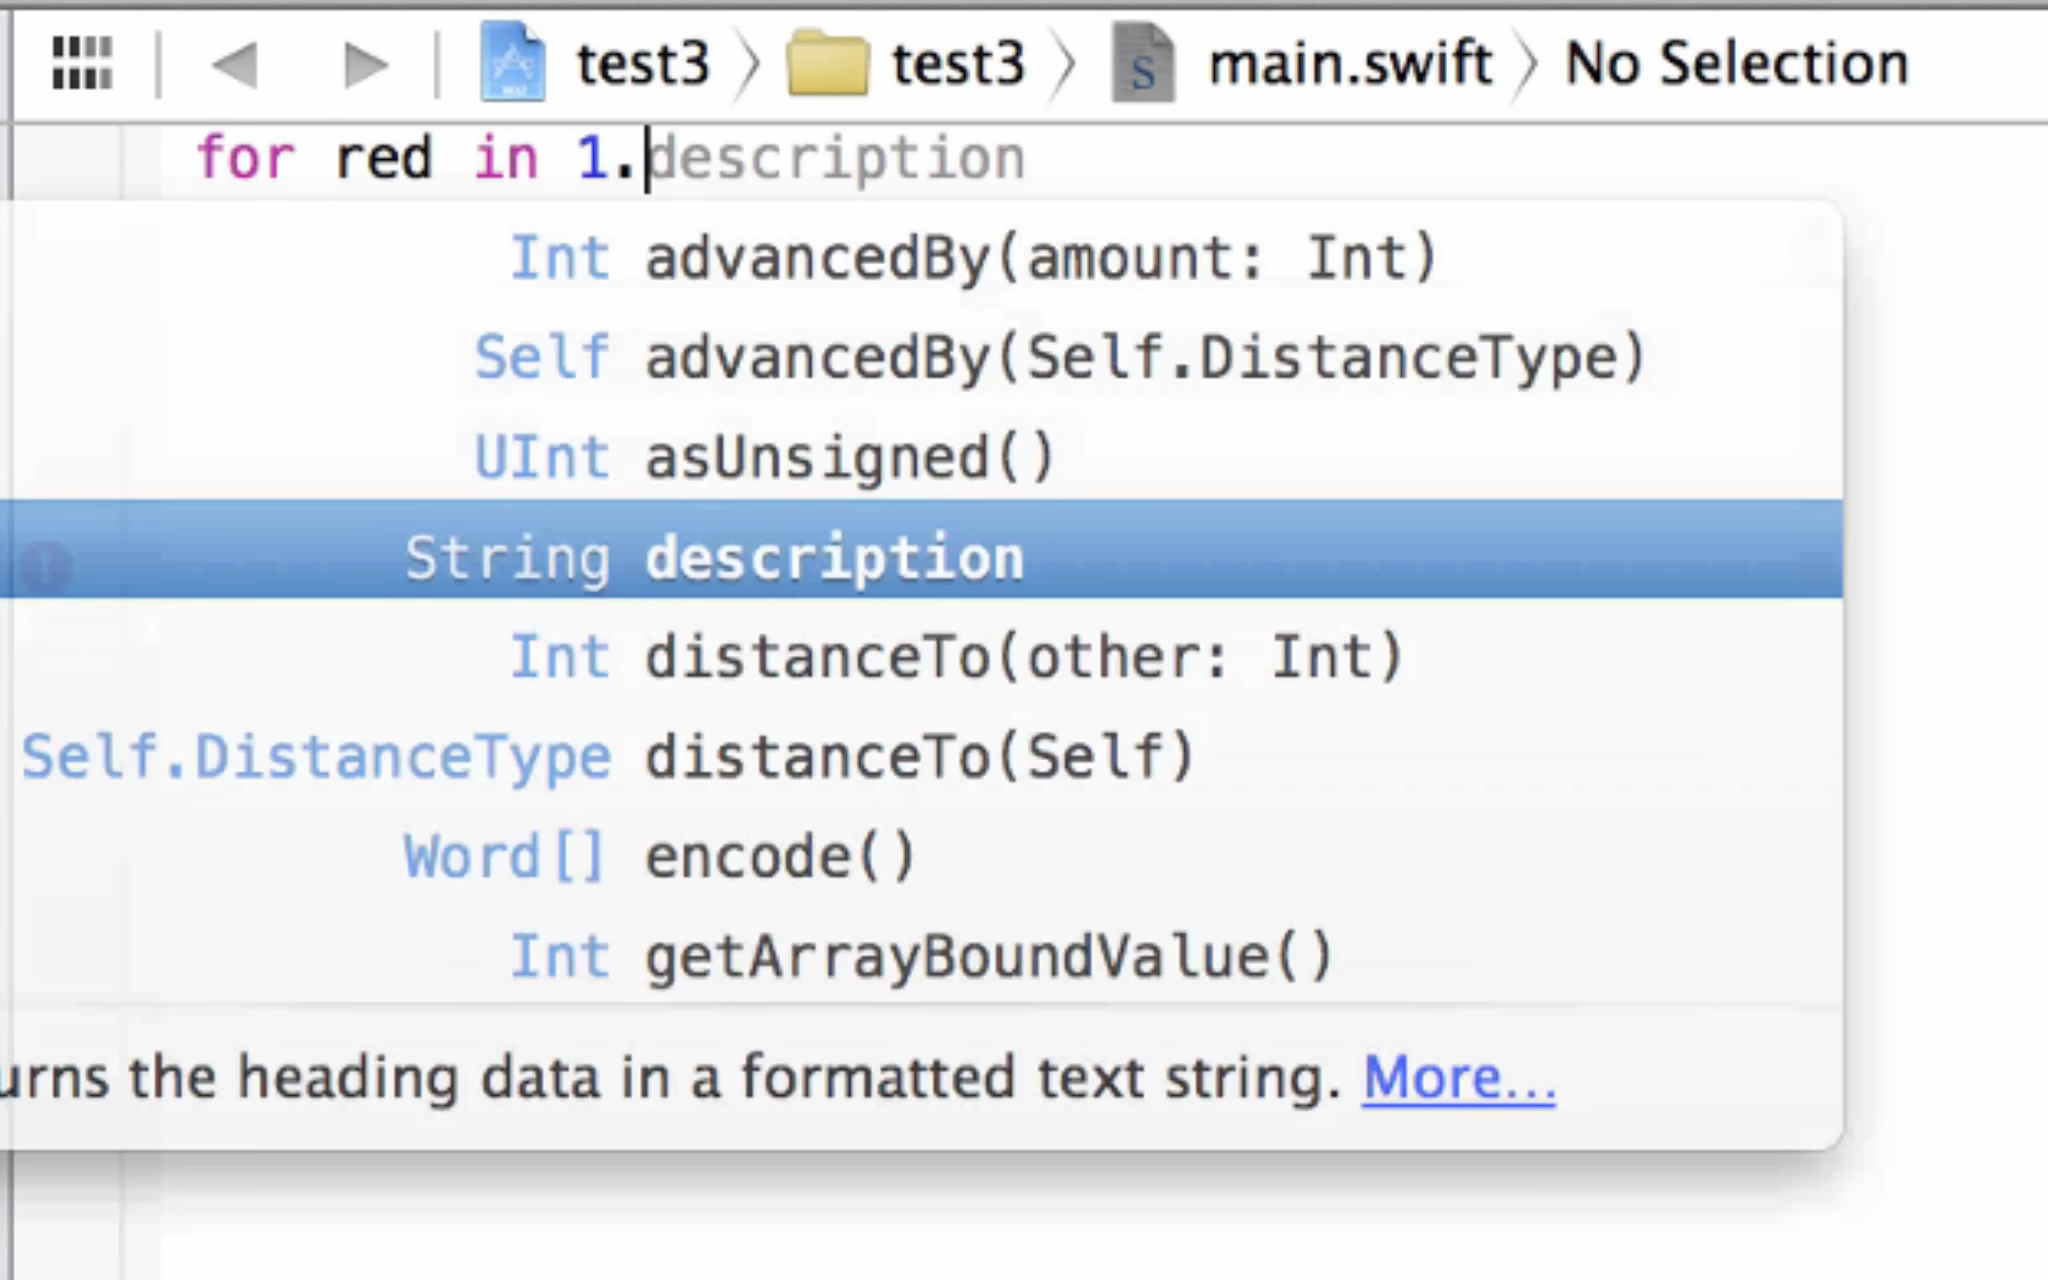 test3 test3 main.swift No Selection
for red in 1.description
Int advancedBy(amount: Int)
Self advancedBy(Self.DistanceType)
UInt asUnsigned()
String description
Int distanceTo(other: Int)
Self.DistanceType distanceTo(Self)
Word[] encode()
Int getArrayBoundValue()
urns the heading data in a formatted text string. More...